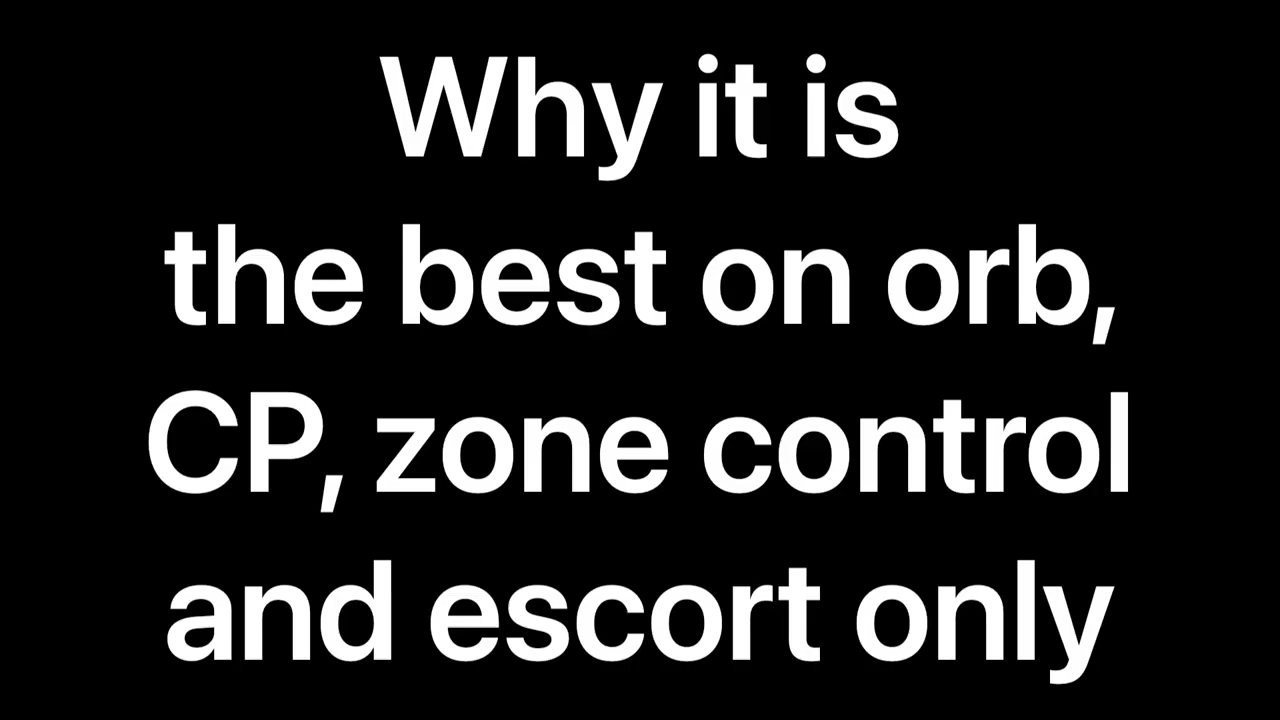 Why it is
the best on orb,
CP, zone control
and escort only